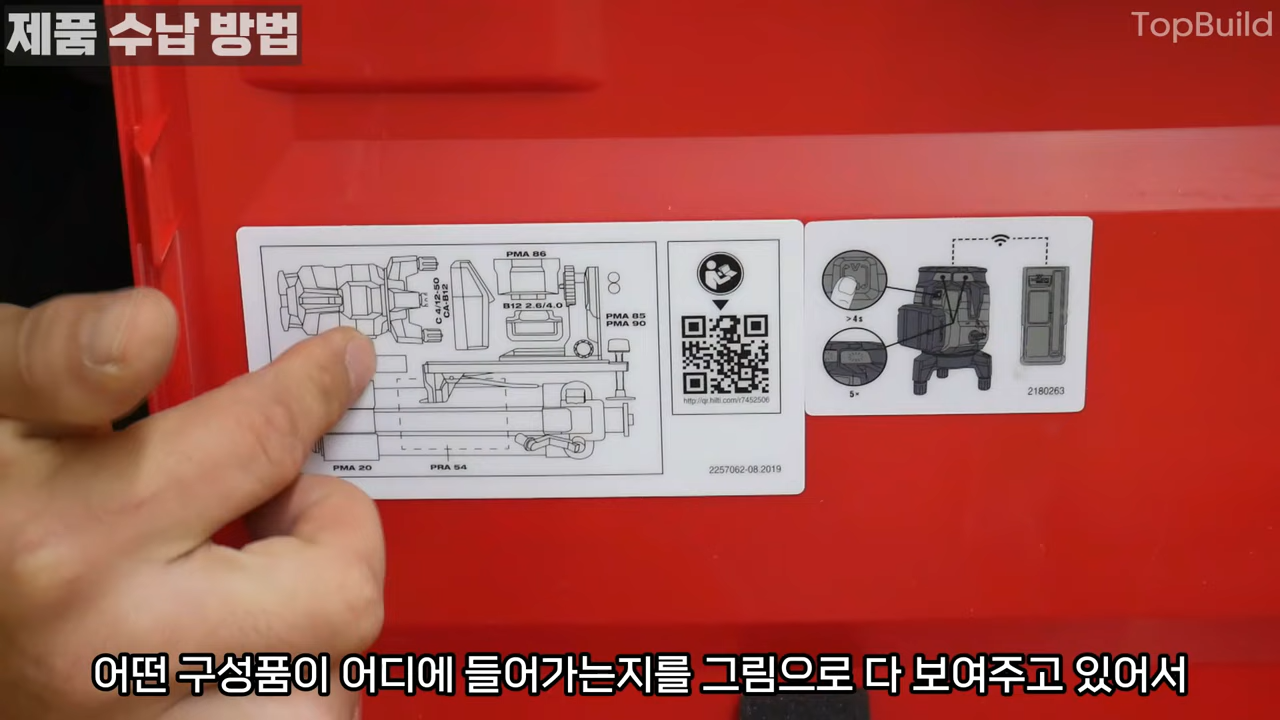 제품 수납 방법
TopBuild
PMA 86
C 4/12-50
CA-B12
B12 2.6/4.0
PMA 85
PMA 90
PMA 20
PRA 54
http://qr.hilti.com/r7452506
2257062-08.2019
>4s
5×
2180263
어떤 구성품이 어디에 들어가는지를 그림으로 다 보여주고 있어서